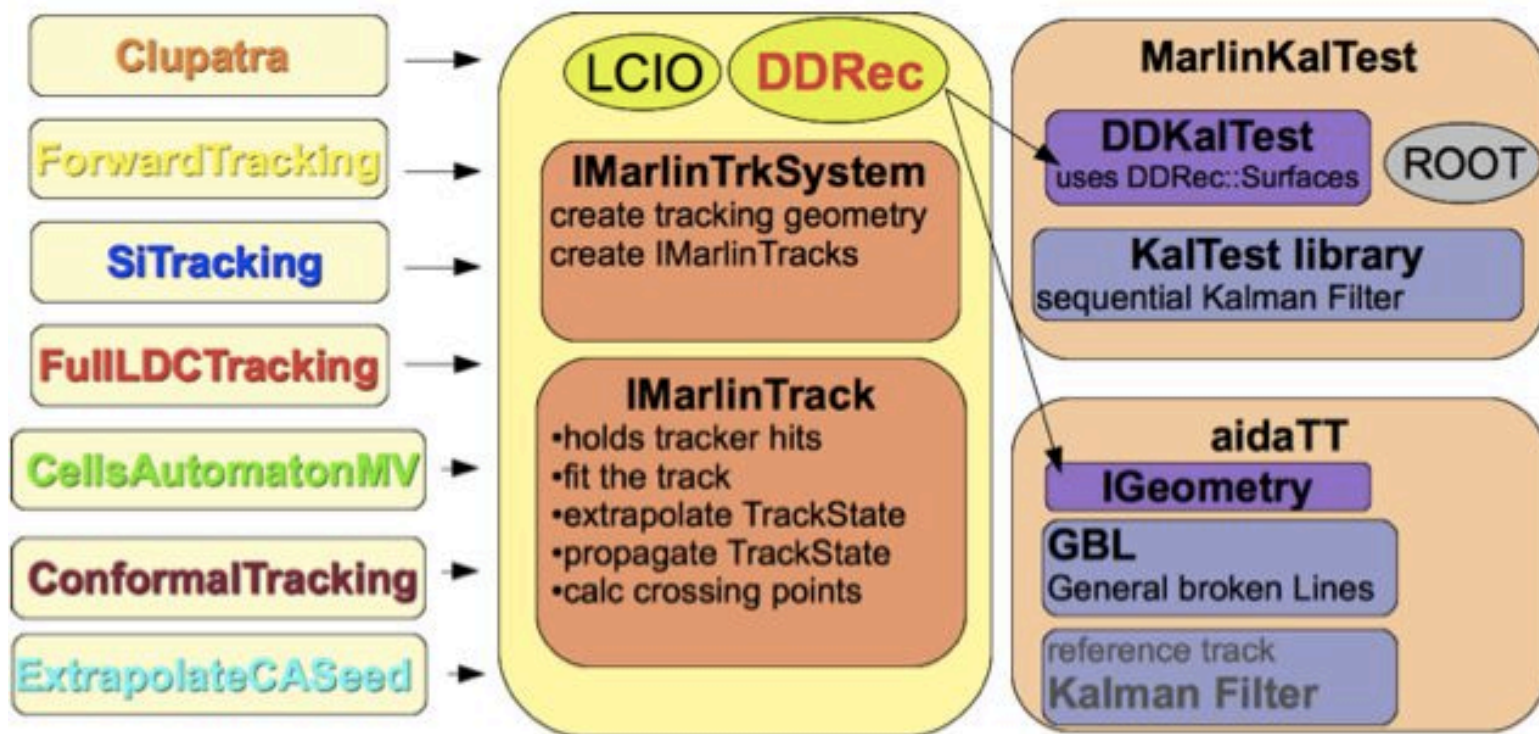 Clupatra
ForwardTracking
SiTracking
FullLDCTracking
CellsAutomatonMV
ConformalTracking
ExtrapolateCASeed
LCIO
DDRec
IMarlinTrkSystem
create tracking geometry
create IMarlinTracks
IMarlinTrack
•holds tracker hits
•fit the track
•extrapolate TrackState
•propagate TrackState
•calc crossing points
MarlinKalTest
DDKalTest
uses DDRec::Surfaces
ROOT
KalTest library
sequential Kalman Filter
aidaTT
IGeometry
GBL
General broken Lines
reference track
Kalman Filter